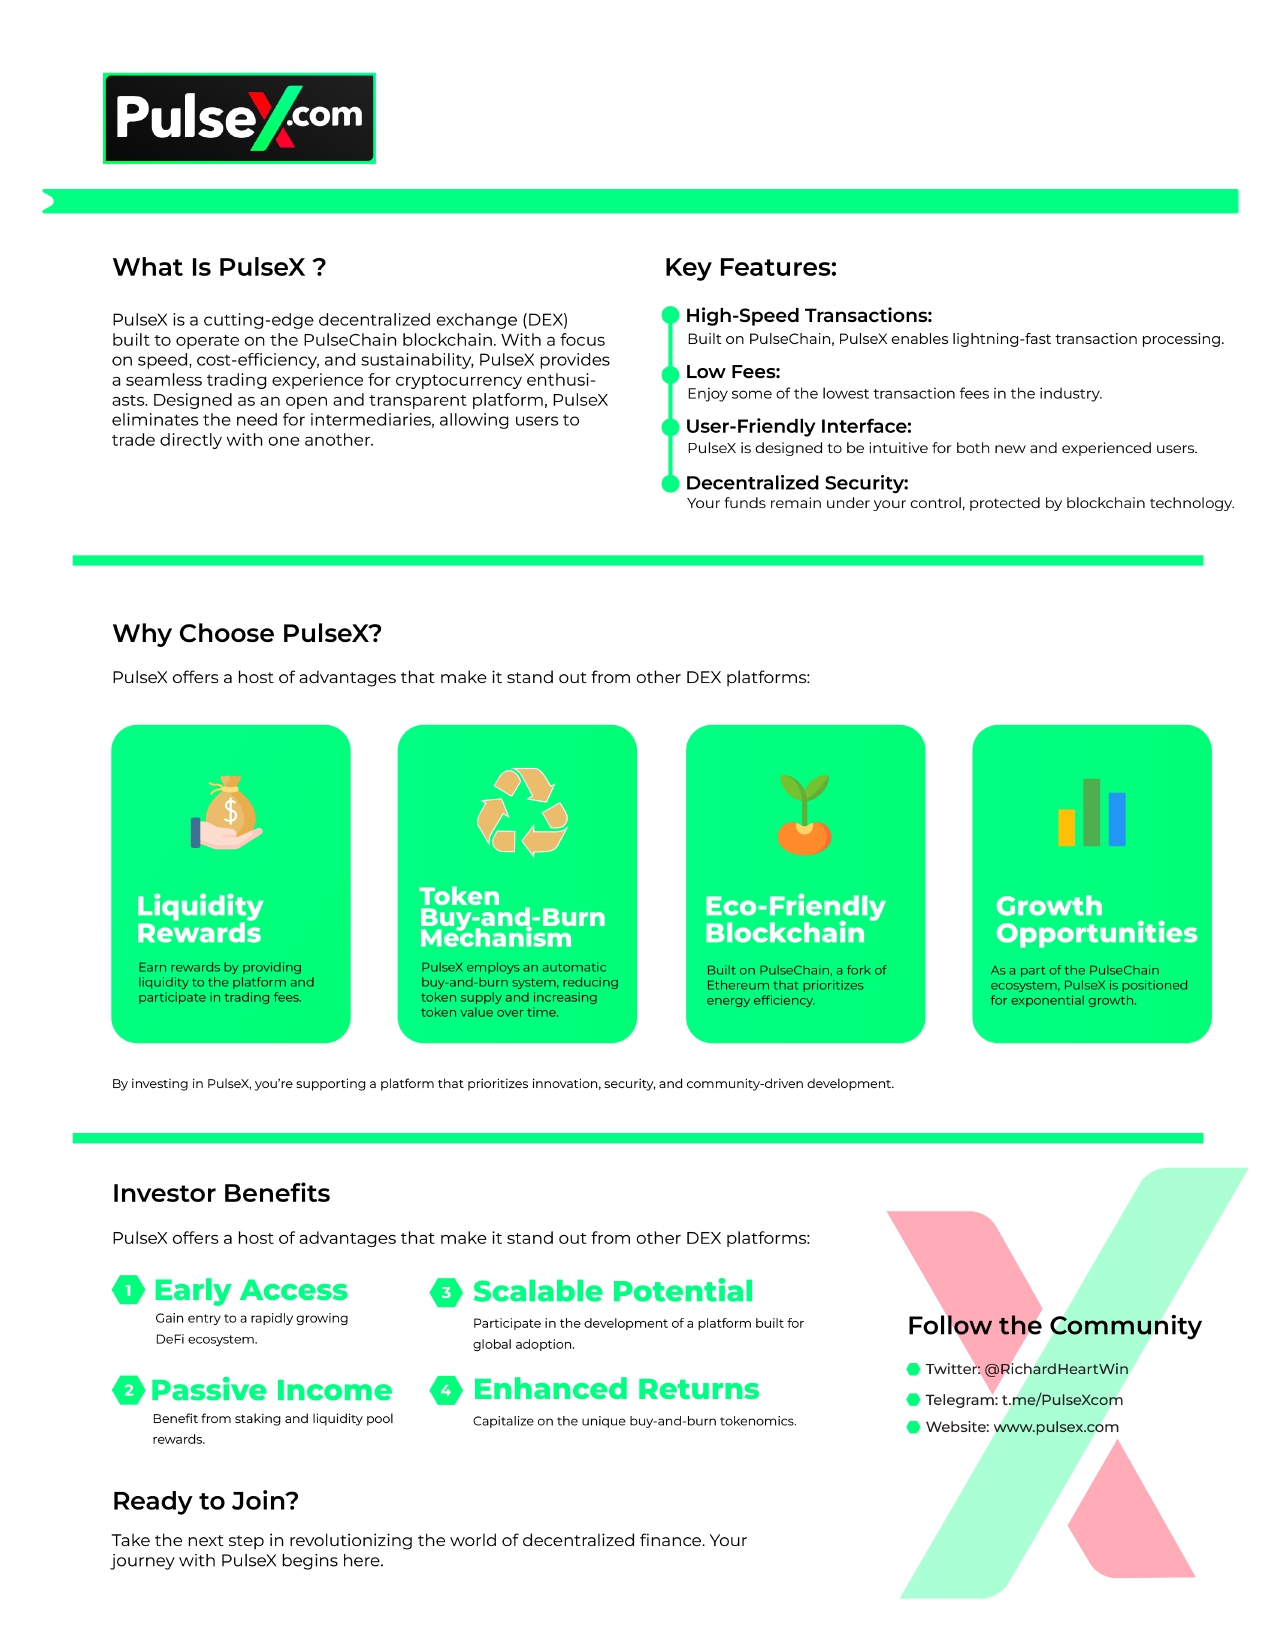 PulseX.com
What Is PulseX ?
PulseX is a cutting-edge decentralized exchange (DEX)
built to operate on the PulseChain blockchain. With a focus
on speed, cost-efficiency, and sustainability, PulseX provides
a seamless trading experience for cryptocurrency enthusi-
asts. Designed as an open and transparent platform, PulseX
eliminates the need for intermediaries, allowing users to
trade directly with one another.
Key Features:
High-Speed Transactions:
Built on PulseChain, PulseX enables lightning-fast transaction processing.
Low Fees:
Enjoy some of the lowest transaction fees in the industry.
User-Friendly Interface:
PulseX is designed to be intuitive for both new and experienced users.
Decentralized Security:
Your funds remain under your control, protected by blockchain technology.
Why Choose PulseX?
PulseX offers a host of advantages that make it stand out from other DEX platforms:
$
Liquidity
Rewards
Earn rewards by providing
liquidity to the platform and
participate in trading fees.
Token
Buy-and-Burn
Mechanism
PulseX employs an automatic
buy-and-burn system, reducing
token supply and increasing
token value over time.
Eco-Friendly
Blockchain
Built on PulseChain, a fork of
Ethereum that prioritizes
energy efficiency.
Growth
Opportunities
As a part of the PulseChain
ecosystem, PulseX is positioned
for exponential growth.
By investing in PulseX, you’re supporting a platform that prioritizes innovation, security, and community-driven development.
Investor Benefits
PulseX offers a host of advantages that make it stand out from other DEX platforms:
1 Early Access
Gain entry to a rapidly growing
DeFi ecosystem.
2 Passive Income
Benefit from staking and liquidity pool
rewards.
3 Scalable Potential
Participate in the development of a platform built for
global adoption.
4 Enhanced Returns
Capitalize on the unique buy-and-burn tokenomics.
Follow the Community
Twitter: @RichardHeartWin
Telegram: t.me/PulseXcom
Website: www.pulsex.com
Ready to Join?
Take the next step in revolutionizing the world of decentralized finance. Your
journey with PulseX begins here.